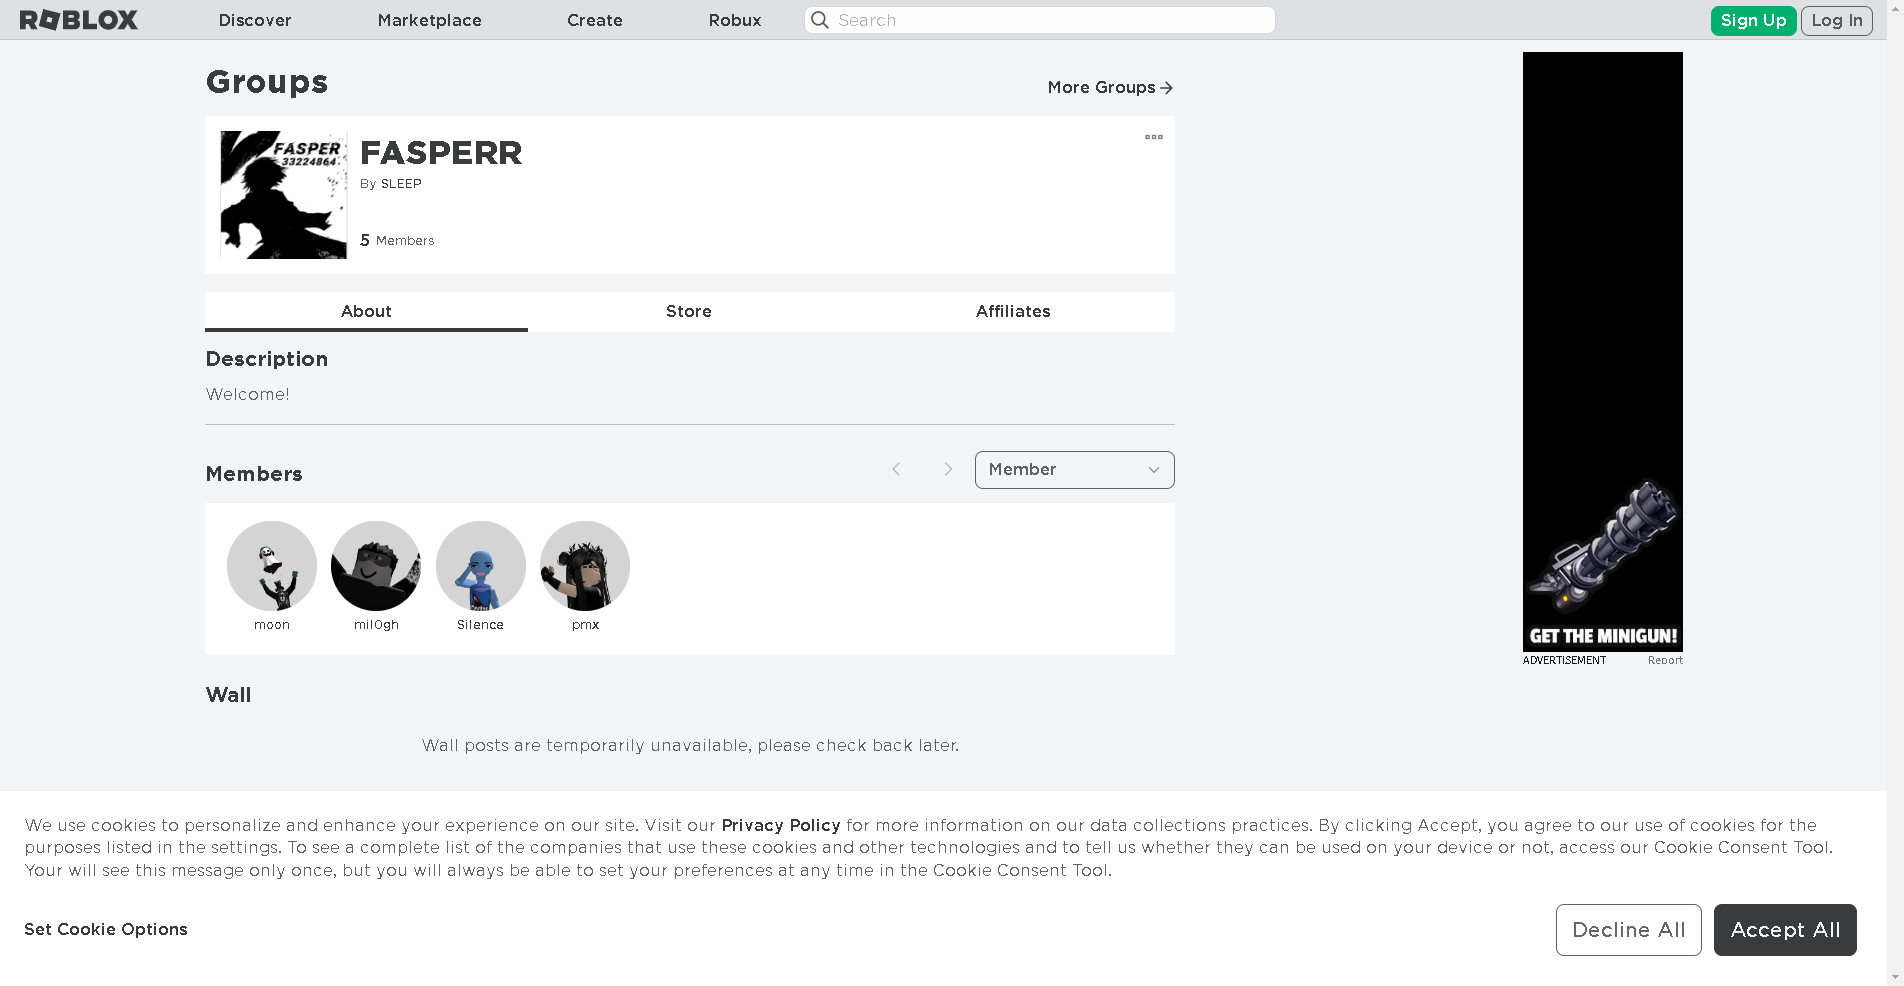 ROBLOX Discover Marketplace Create Robux Search Sign Up Log In
Groups
More Groups
FASPER
33224864
FASPERR
By SLEEP
5 Members
About Store Affiliates
Description
Welcome!
Members
Member
moon mil0gh Silence pmx
Wall
Wall posts are temporarily unavailable, please check back later.
GET THE MINIGUN!
ADVERTISEMENT Report
We use cookies to personalize and enhance your experience on our site. Visit our Privacy Policy for more information on our data collections practices. By clicking Accept, you agree to our use of cookies for the
purposes listed in the settings. To see a complete list of the companies that use these cookies and other technologies and to tell us whether they can be used on your device or not, access our Cookie Consent Tool.
Your will see this message only once, but you will always be able to set your preferences at any time in the Cookie Consent Tool.
Set Cookie Options
Decline All Accept All